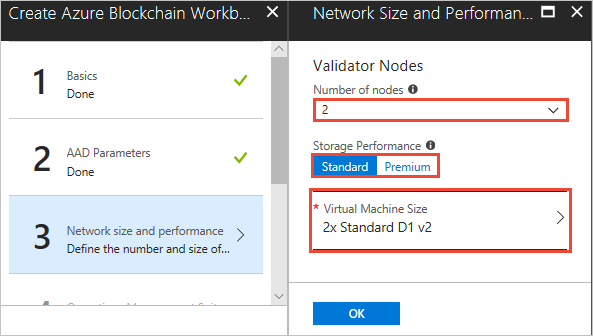 Create Azure Blockchain Workb...
1
Basics
Done
2
AAD Parameters
Done
3
Network size and performance
Define the number and size of...
Network Size and Performan...
Validator Nodes
Number of nodes
2
Storage Performance
Standard Premium
* Virtual Machine Size
2x Standard D1 v2
OK